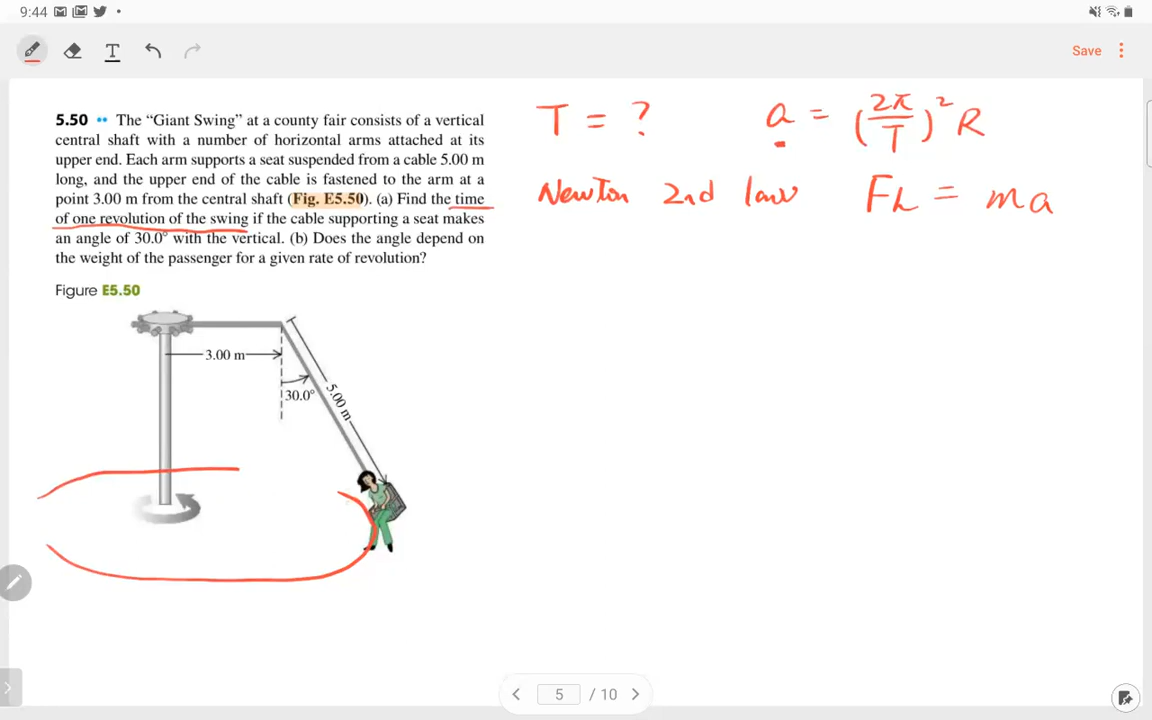 9:44
Save
5.50 •• The “Giant Swing” at a county fair consists of a vertical
central shaft with a number of horizontal arms attached at its
upper end. Each arm supports a seat suspended from a cable 5.00 m
long, and the upper end of the cable is fastened to the arm at a
point 3.00 m from the central shaft (Fig. E5.50). (a) Find the time
of one revolution of the swing if the cable supporting a seat makes
an angle of 30.0° with the vertical. (b) Does the angle depend on
the weight of the passenger for a given rate of revolution?
Figure E5.50
3.00 m
30.0°
5.00 m
T = ?
a = (2π/T)² R
Newton 2nd law
Fh = ma
5 / 10